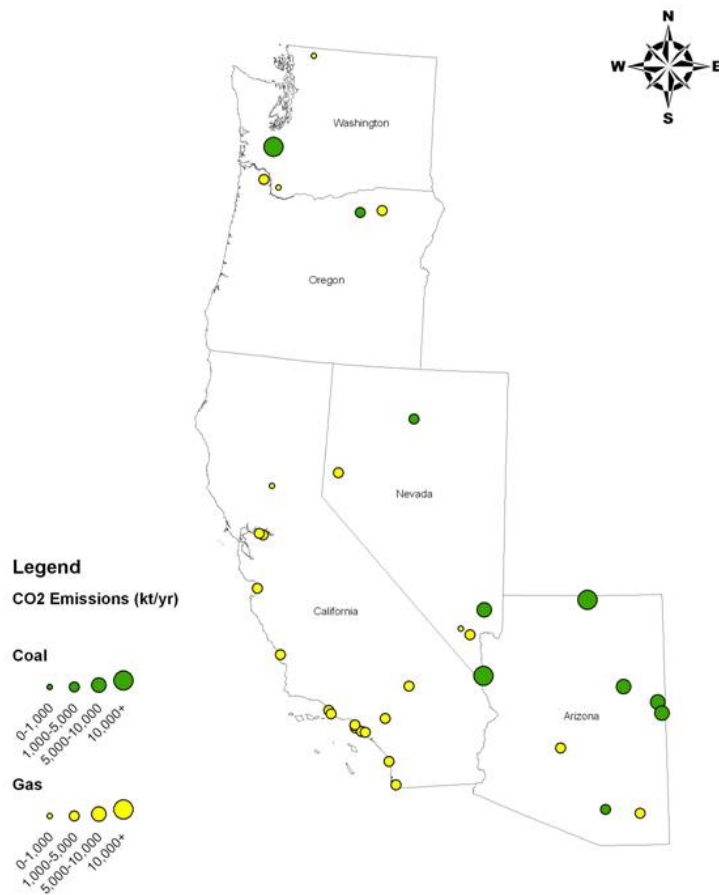 N
W E
S
Washington
Oregon
Nevada
Legend
CO2 Emissions (kt/yr)
California
Coal
Arizona
0-1,000
1,000-5,000
5,000-10,000
10,000+
Gas
0-1,000
1,000-5,000
5,000-10,000
10,000+